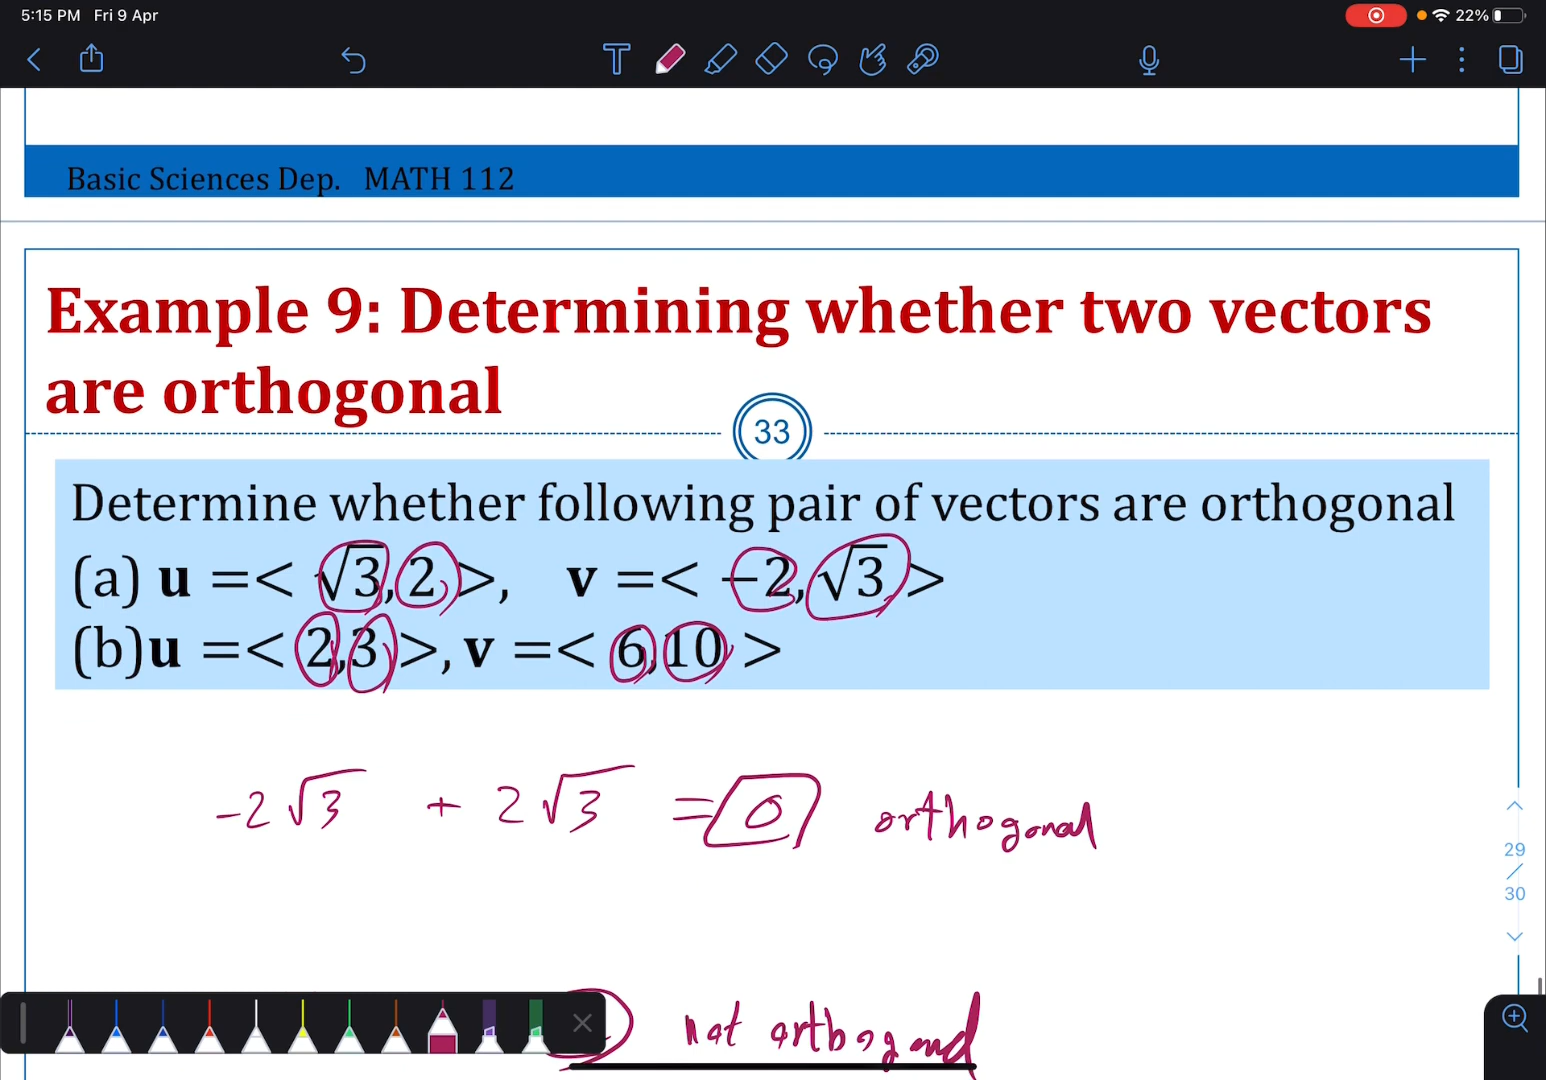 5:15 PM Fri 9 Apr
22%
Basic Sciences Dep. MATH 112
Example 9: Determining whether two vectors
are orthogonal
33
Determine whether following pair of vectors are orthogonal
(a) u =< √3, 2, >, v =< −2, √3, >
(b)u =< 2,3, >, v =< 6,10 >
-2√3 + 2√3 = 0 orthogonal
29
/
30
not orthogonal